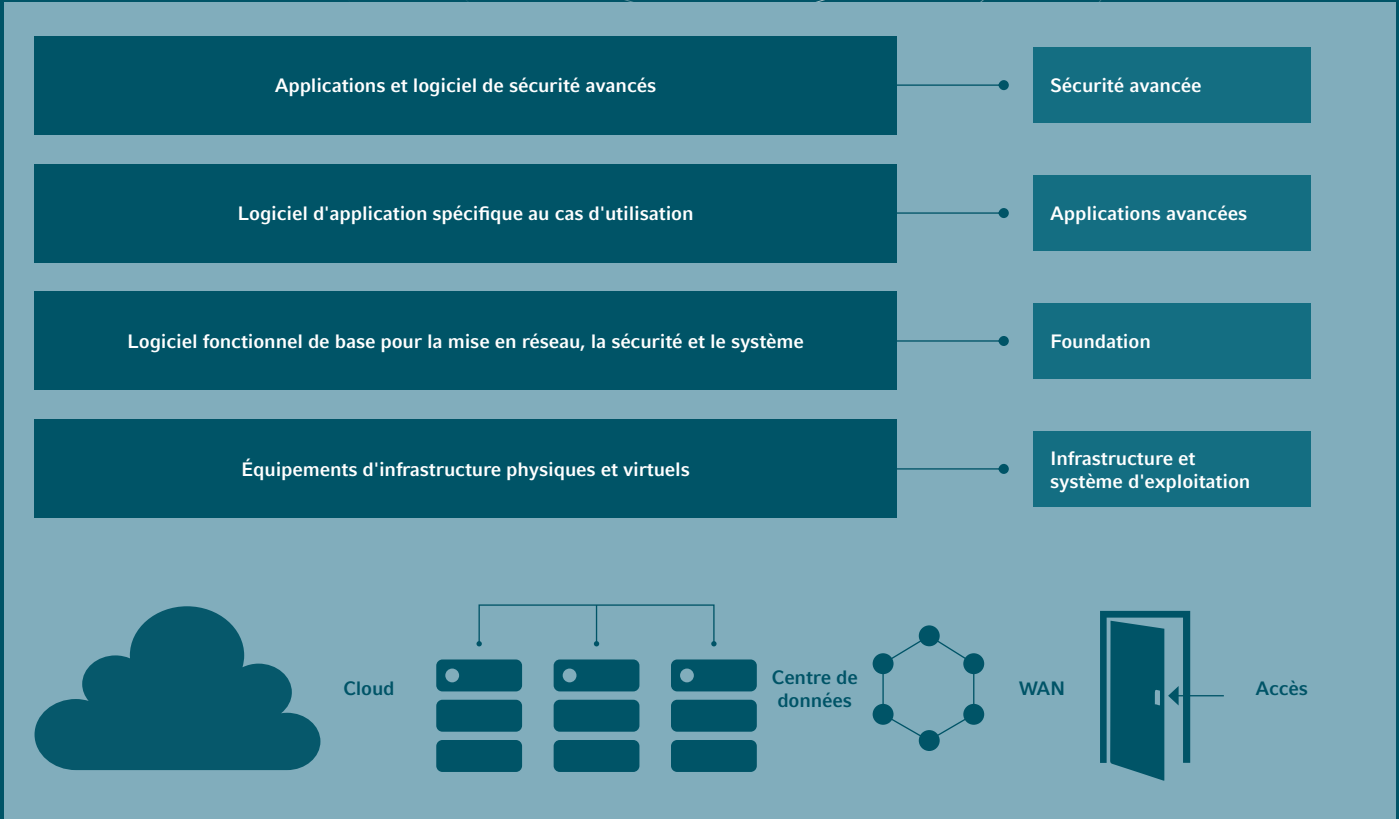 Applications et logiciel de sécurité avancés
Sécurité avancée
Logiciel d'application spécifique au cas d'utilisation
Applications avancées
Logiciel fonctionnel de base pour la mise en réseau, la sécurité et le système
Foundation
Équipements d'infrastructure physiques et virtuels
Infrastructure et
système d'exploitation
Cloud
Centre de
données
WAN
Accès